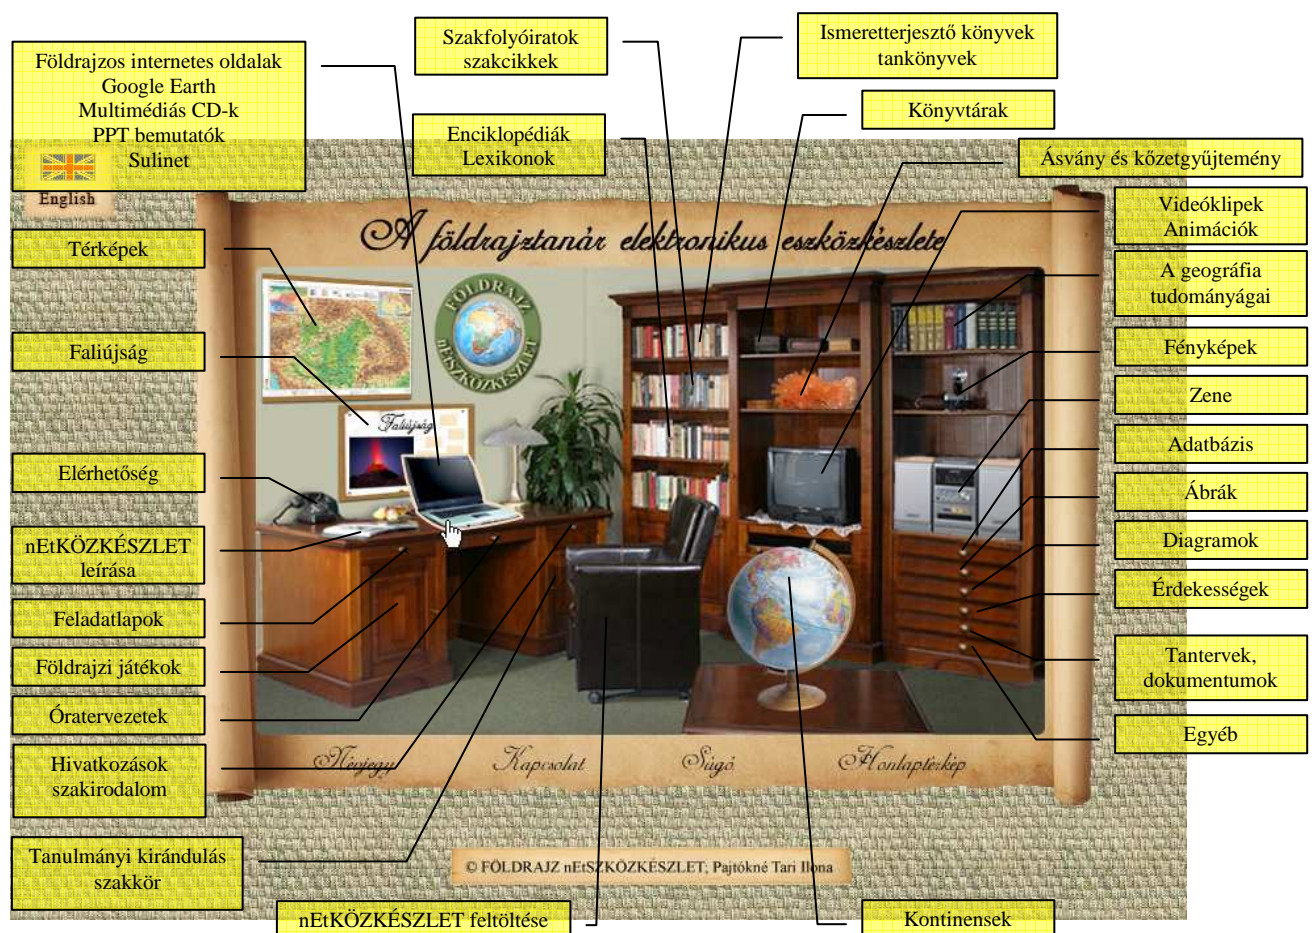 Szakfolyóiratok
szakcikkek
Ismeretterjesztő könyvek
tankönyvek
Földrajzos internetes oldalak
Google Earth
Multimédiás CD-k
PPT bemutatók
Sulinet
Könyvtárak
Enciklopédiák
Lexikonok
Ásvány és kőzetgyűjtemény
English
Videóklipek
Animációk
A földrajztanár elektronikus eszközkészlete
Térképek
A geográfia
tudományágai
FÖLDRAJZ
nEtSZKÖZKÉSZLET
Faliújság
Fényképek
Zene
Faliújság
Adatbázis
Elérhetőség
Ábrák
nEtKÖZKÉSZLET
leírása
Diagramok
Érdekességek
Feladatlapok
Földrajzi játékok
Tantervek,
dokumentumok
Óratervezetek
Egyéb
Hivatkozások
szakirodalom
Névjegy Kapcsolat Súgó Honlaptérkép
Tanulmányi kirándulás
szakkör
© FÖLDRAJZ nEtSZKÖZKÉSZLET; Pajtókné Tari Ilona
nEtKÖZKÉSZLET feltöltése
Kontinensek